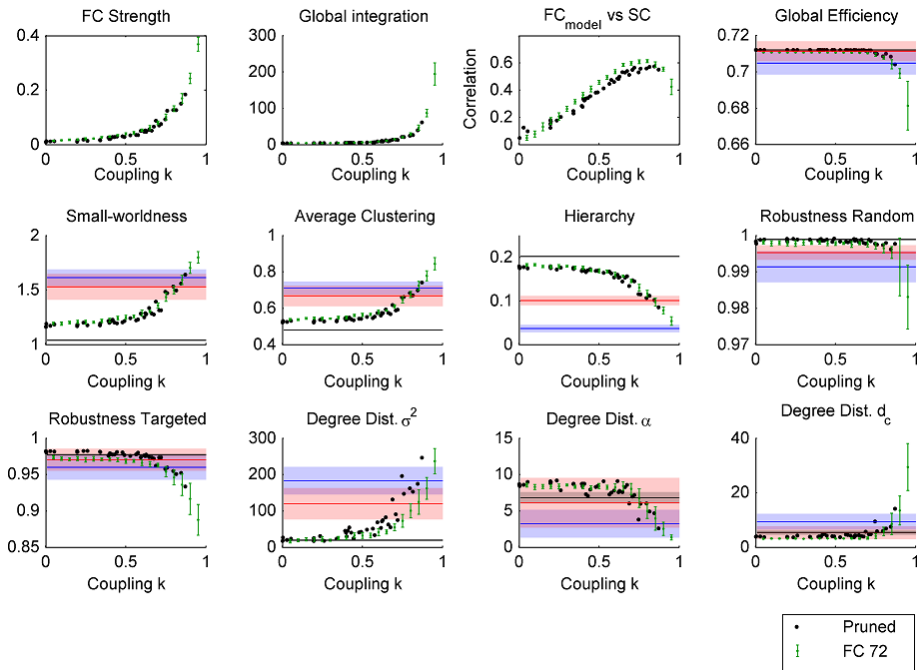 FC Strength
0.4
0.2
0
0
0.5
1
Coupling k
Global integration
300
200
100
0
0
0.5
1
Coupling k
FCmodel vs SC
Correlation
0.6
0.4
0.2
0
0
0.5
1
Coupling k
Global Efficiency
0.72
0.7
0.68
0.66
0
0.5
1
Coupling k
Small-worldness
2
1.5
1
0
0.5
1
Coupling k
Average Clustering
1
0.8
0.6
0.4
0
0.5
1
Coupling k
Hierarchy
0.2
0.1
0
0
0.5
1
Coupling k
Robustness Random
1
0.99
0.98
0.97
0
0.5
1
Coupling k
Robustness Targeted
1
0.95
0.9
0.85
0
0.5
1
Coupling k
Degree Dist. σ²
300
200
100
0
0
0.5
1
Coupling k
Degree Dist. α
15
10
5
0
0
0.5
1
Coupling k
Degree Dist. dc
40
20
0
0
0.5
1
Coupling k
Pruned
FC 72